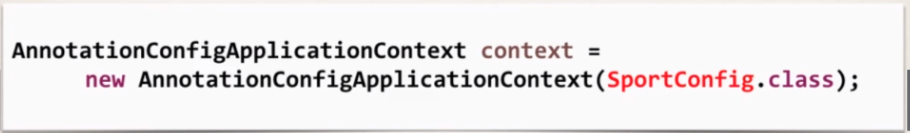 AnnotationConfigApplicationContext context =
new AnnotationConfigApplicationContext(SportConfig.class);